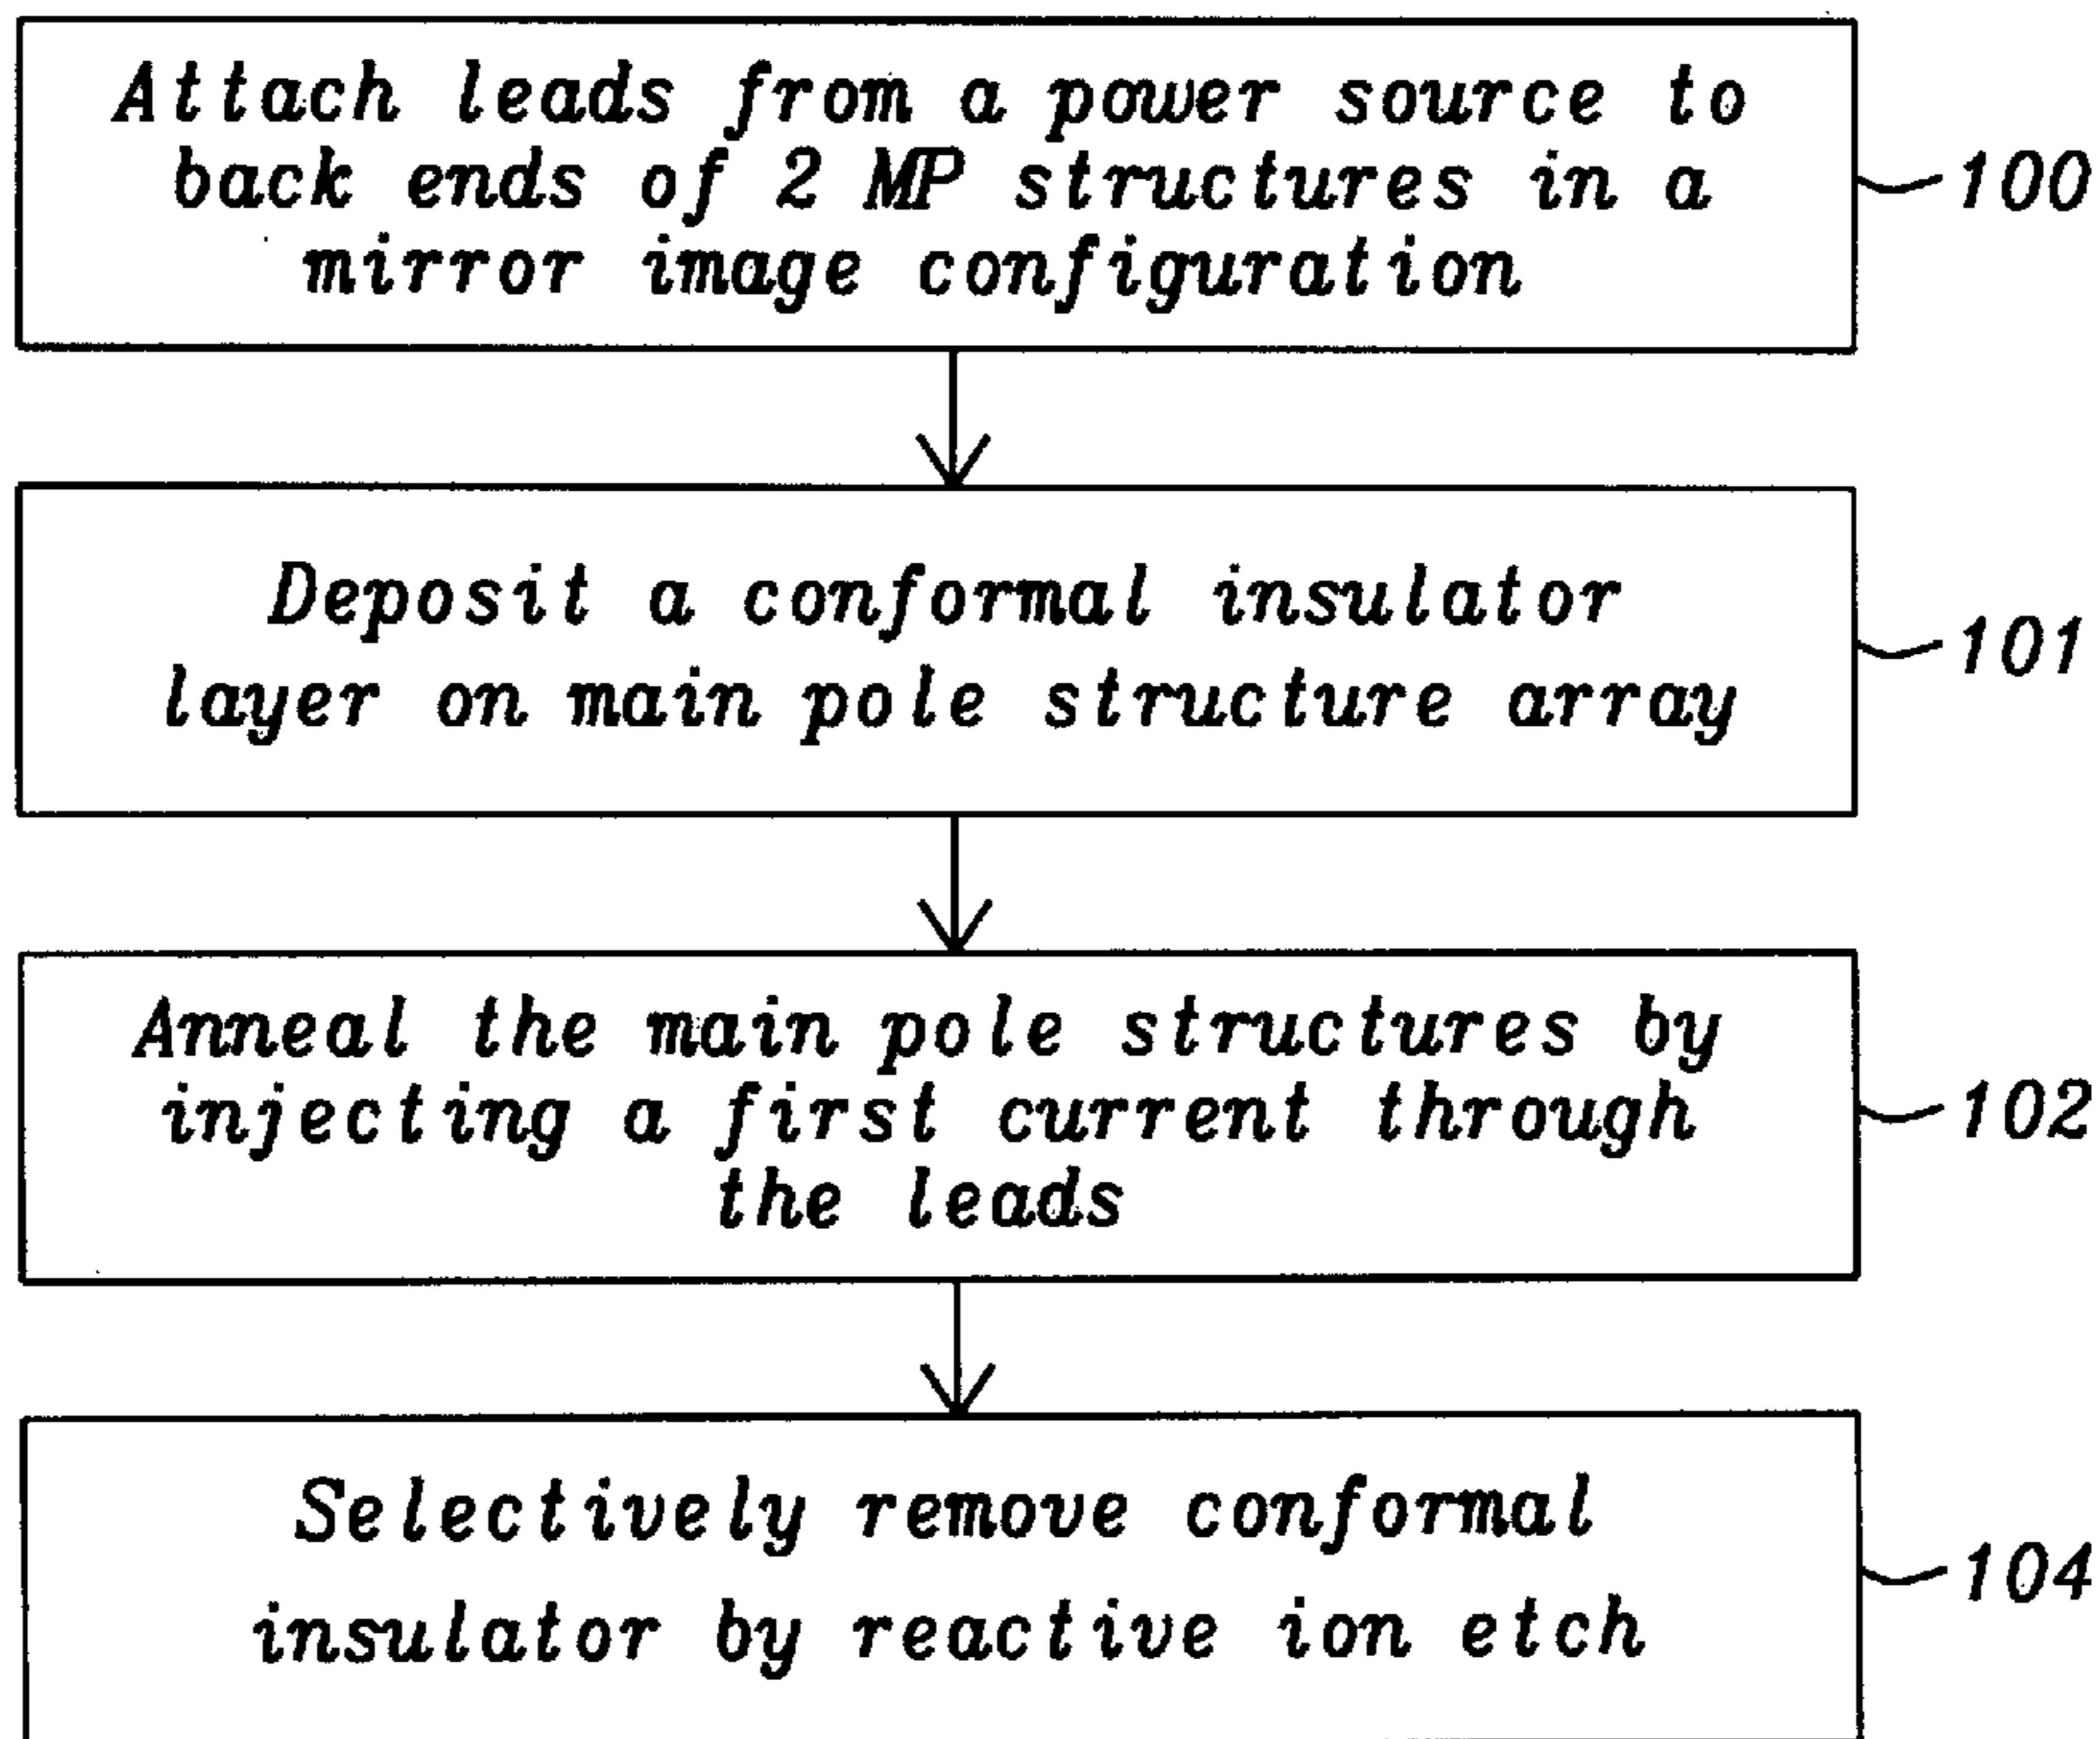 Attach leads from a power source to
back ends of 2 MP structures in a
mirror image configuration
100
Deposit a conformal insulator
layer on main pole structure array
101
Anneal the main pole structures by
injecting a first current through
the leads
102
Selectively remove conformal
insulator by reactive ion etch
104